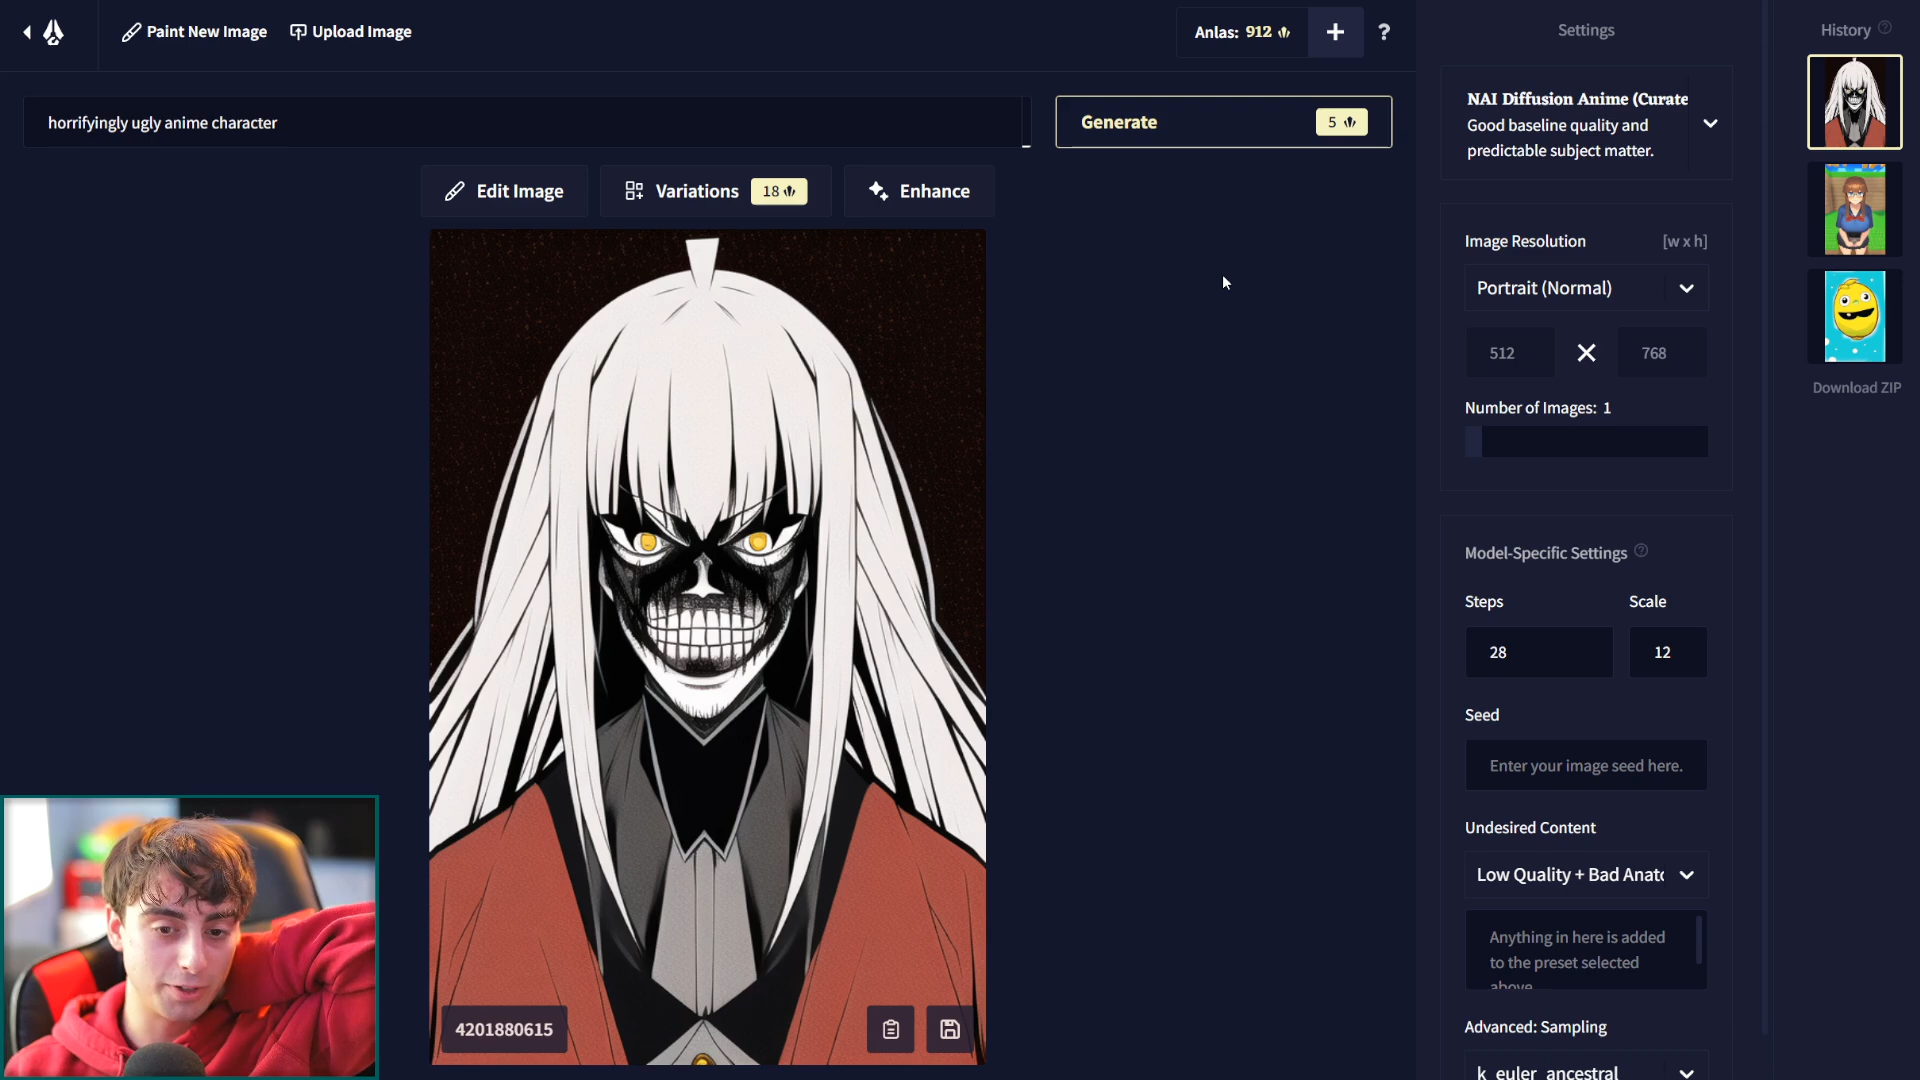 Paint New Image
Upload Image
Anlas: 912
+
?
Settings
History
horrifyingly ugly anime character
Generate
5
NAI Diffusion Anime (Curate
Good baseline quality and
predictable subject matter.
Edit Image
Variations
18
Enhance
Image Resolution
[w x h]
Portrait (Normal)
512
768
Number of Images: 1
Download ZIP
Model-Specific Settings
Steps
Scale
28
12
Seed
Enter your image seed here.
Undesired Content
Low Quality + Bad Anatc
Anything in here is added
to the preset selected
above.
Advanced: Sampling
k_euler_ancestral
4201880615